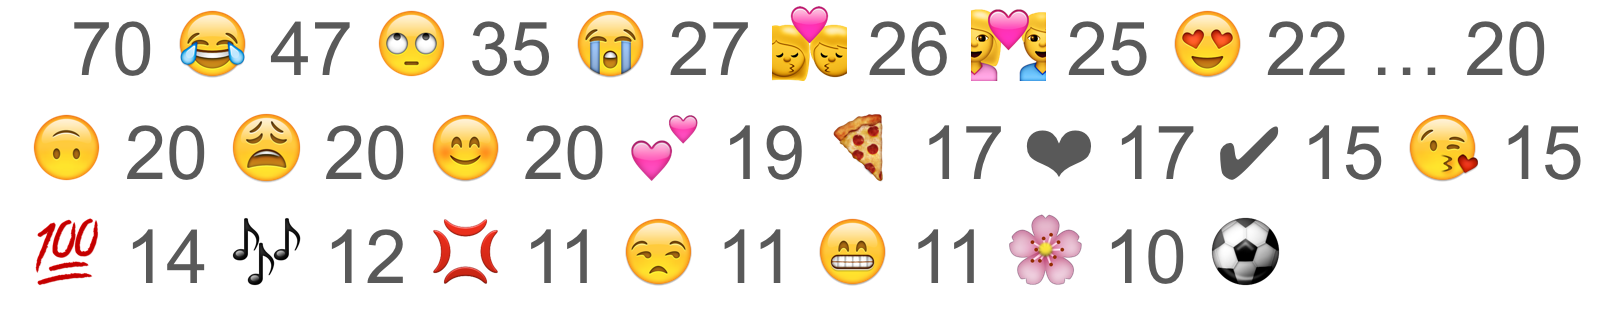 70 😂 47 🙄 35 😭 27 💏 26 💑 25 😍 22 … 20
🙃 20 😩 20 😊 20 💕 19 🍕 17 ❤ 17 ✔ 15 😘 15
💯 14 🎶 12 💢 11 😒 11 😁 11 🌸 10 ⚽